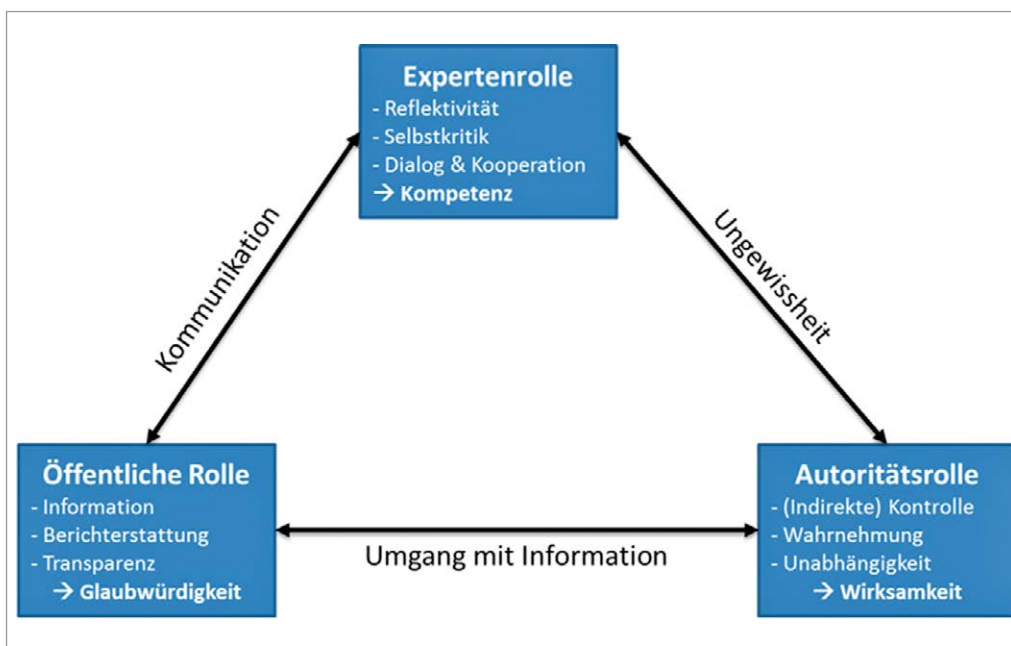 Expertenrolle
- Reflektivität
- Selbstkritik
- Dialog & Kooperation
→ Kompetenz
Kommunikation
Ungewissheit
Öffentliche Rolle
- Information
- Berichterstattung
- Transparenz
→ Glaubwürdigkeit
Umgang mit Information
Autoritätsrolle
- (Indirekte) Kontrolle
- Wahrnehmung
- Unabhängigkeit
→ Wirksamkeit